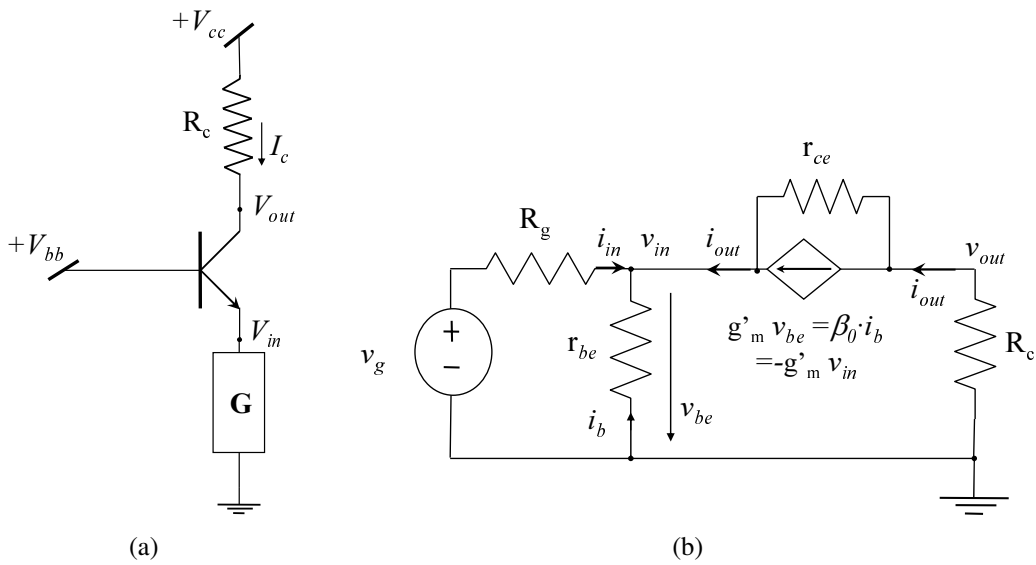 +V_cc
R_c
I_c
V_out
+V_bb
V_in
G
(a)
r_ce
R_g
i_in
v_in
i_out
v_out
i_out
v_g
+
−
r_be
g’_m v_be =β_0·i_b
=-g’_m v_in
R_c
i_b
v_be
(b)